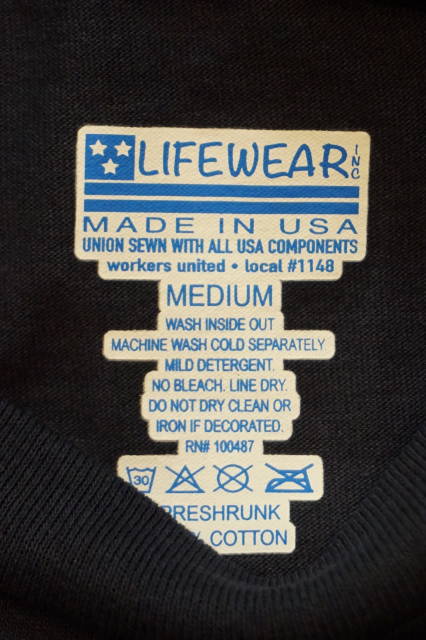 LIFEWEAR INC
MADE IN USA
UNION SEWN WITH ALL USA COMPONENTS
workers united • local #1148
MEDIUM
WASH INSIDE OUT
MACHINE WASH COLD SEPARATELY
MILD DETERGENT.
NO BLEACH. LINE DRY.
DO NOT DRY CLEAN OR
IRON IF DECORATED.
RN# 100487
30
PRESHRUNK
% COTTON